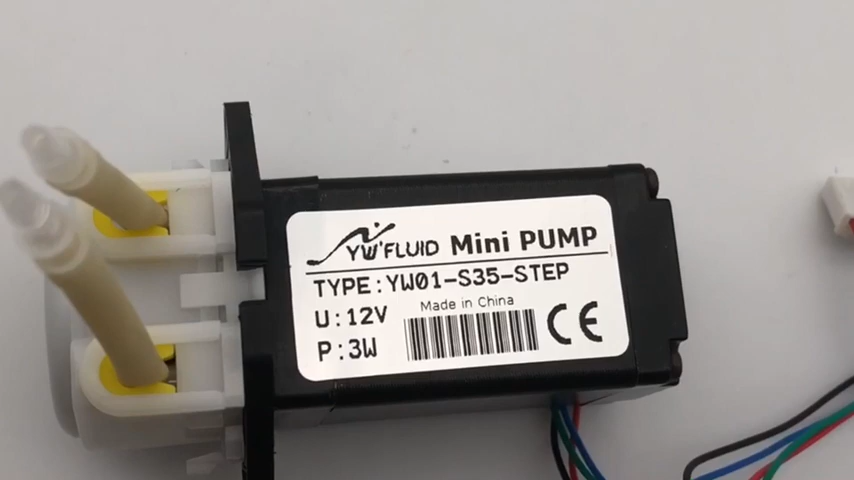 YW'FLUID Mini PUMP
TYPE:YW01-S35-STEP
U:12V
Made in China
P:3W
CE